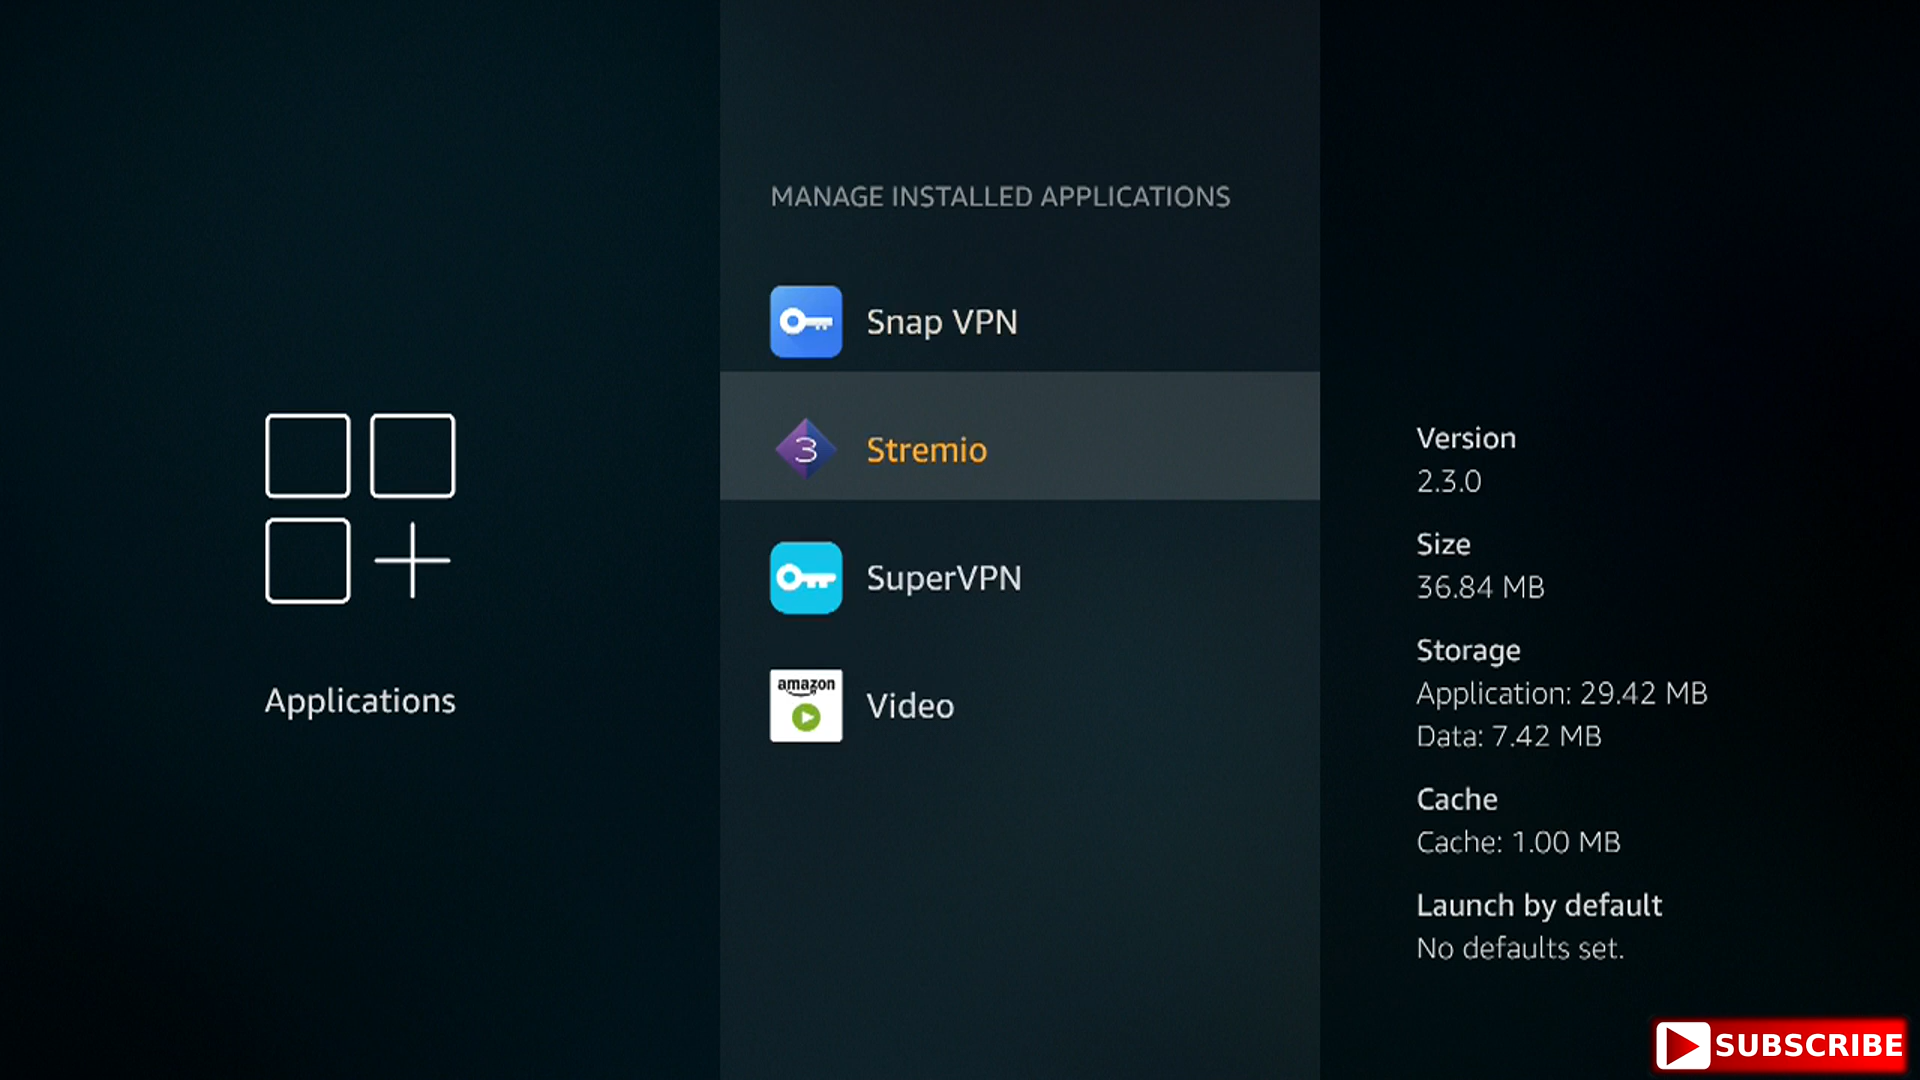 MANAGE INSTALLED APPLICATIONS
Snap VPN
3
Stremio
SuperVPN
amazon
Video
Applications
Version
2.3.0
Size
36.84 MB
Storage
Application: 29.42 MB
Data: 7.42 MB
Cache
Cache: 1.00 MB
Launch by default
No defaults set.
SUBSCRIBE